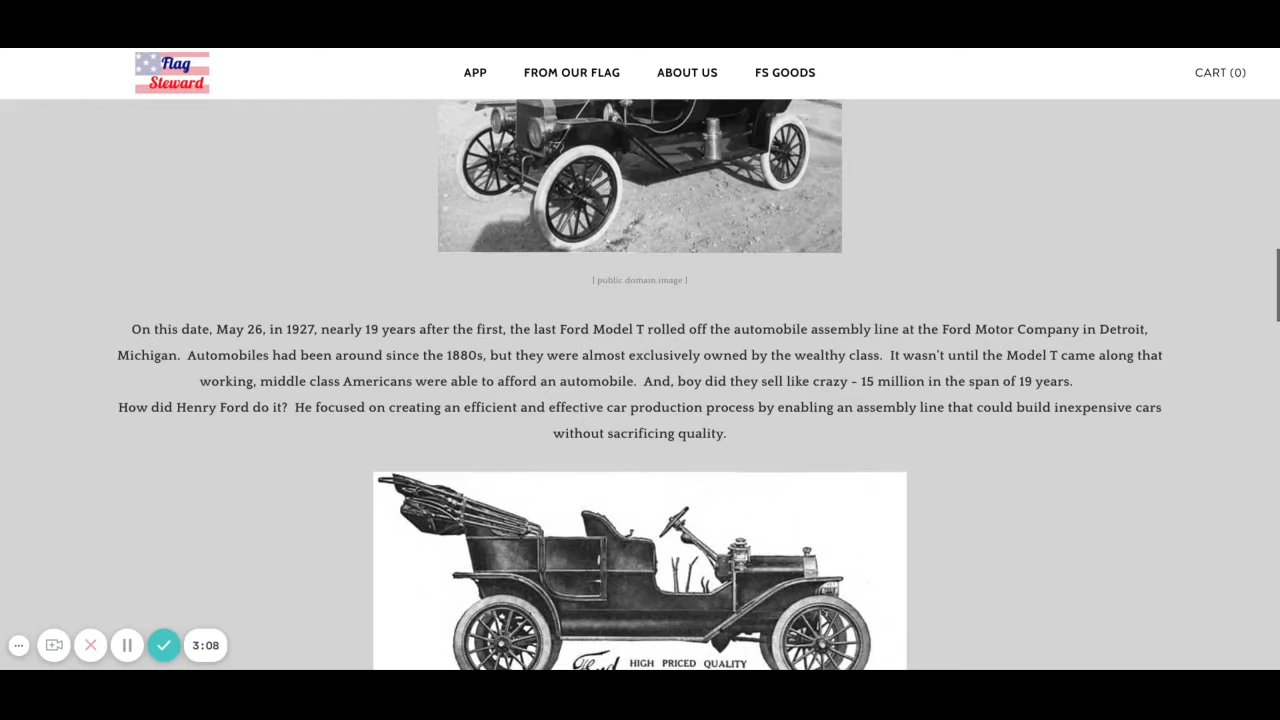 Flag
Steward
APP
FROM OUR FLAG
ABOUT US
FS GOODS
CART (0)
[ public domain image ]
On this date, May 26, in 1927, nearly 19 years after the first, the last Ford Model T rolled off the automobile assembly line at the Ford Motor Company in Detroit,
Michigan.  Automobiles had been around since the 1880s, but they were almost exclusively owned by the wealthy class.  It wasn't until the Model T came along that
working, middle class Americans were able to afford an automobile.  And, boy did they sell like crazy - 15 million in the span of 19 years.
How did Henry Ford do it?  He focused on creating an efficient and effective car production process by enabling an assembly line that could build inexpensive cars
without sacrificing quality.
Ford HIGH PRICED QUALITY
3:08